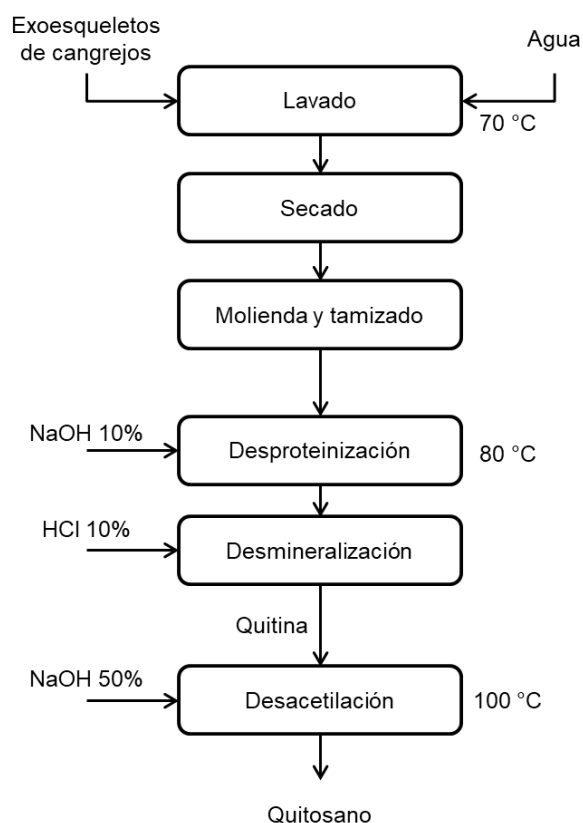 Exoesqueletos
de cangrejos
Agua
Lavado
70 °C
Secado
Molienda y tamizado
NaOH 10%
Desproteinización
80 °C
HCl 10%
Desmineralización
Quitina
NaOH 50%
Desacetilación
100 °C
Quitosano